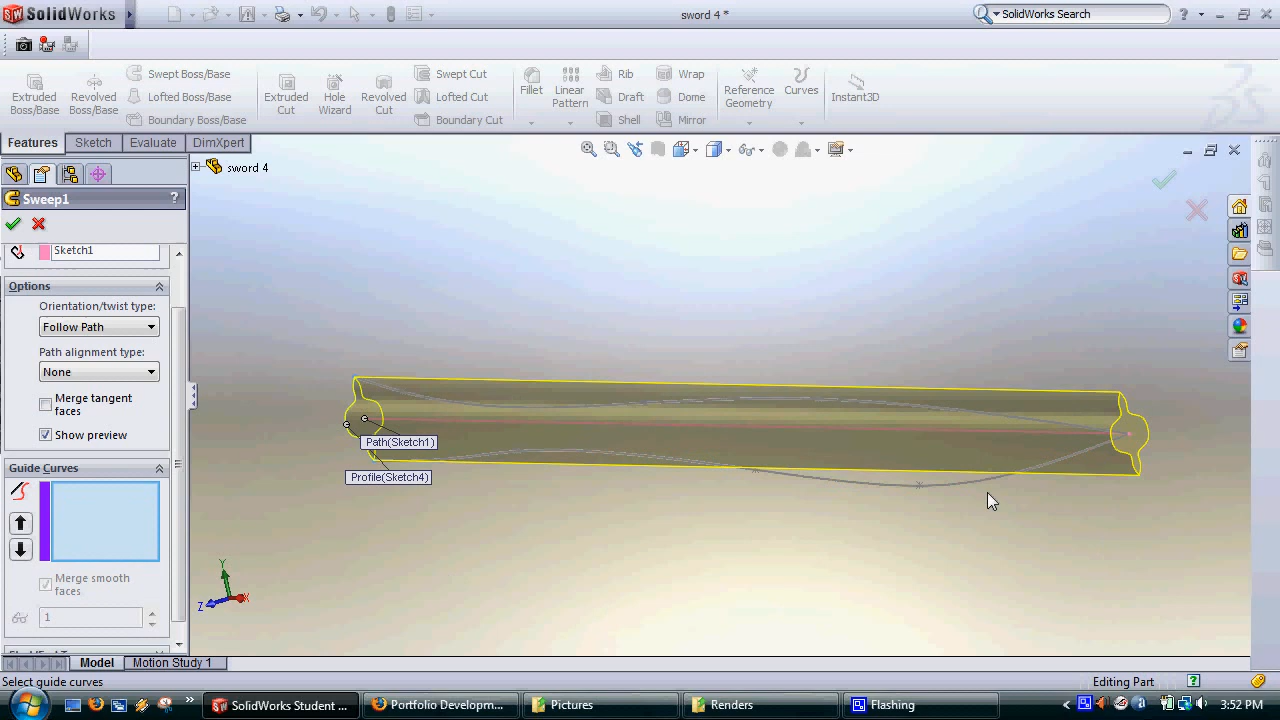 SolidWorks
sword 4 *
SolidWorks Search
Extruded Boss/Base
Revolved Boss/Base
Swept Boss/Base
Lofted Boss/Base
Boundary Boss/Base
Extruded Cut
Hole Wizard
Revolved Cut
Swept Cut
Lofted Cut
Boundary Cut
Fillet
Linear Pattern
Rib
Draft
Shell
Wrap
Dome
Mirror
Reference Geometry
Curves
Instant3D
Features
Sketch
Evaluate
DimXpert
sword 4
Sweep1
?
Sketch1
Options
Orientation/twist type:
Follow Path
Path alignment type:
None
Merge tangent
faces
Show preview
Guide Curves
Merge smooth
faces
1
Path(Sketch1)
Profile(Sketch4)
Y
Z
X
Model
Motion Study 1
Select guide curves
Editing Part
SolidWorks Student ...
Portfolio Developm...
Pictures
Renders
Flashing
3:52 PM